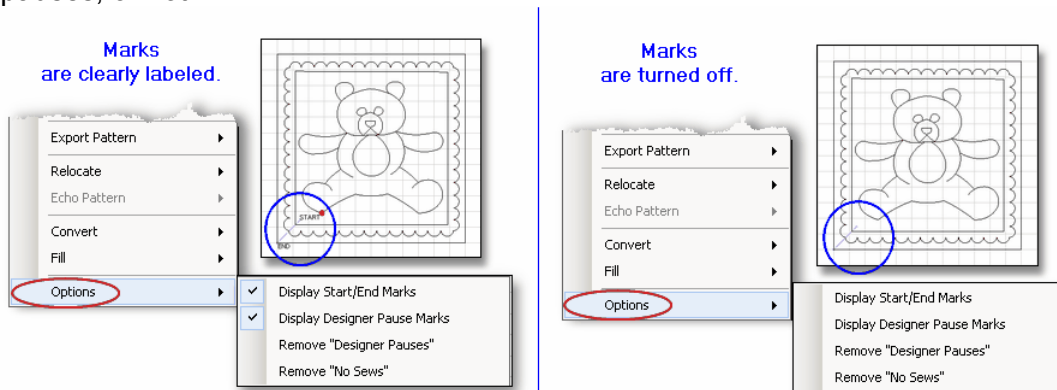 Marks
are clearly labeled.
Export Pattern
Relocate
Echo Pattern
Convert
Fill
Options
START
END
Display Start/End Marks
Display Designer Pause Marks
Remove "Designer Pauses"
Remove "No Sews"
Marks
are turned off.
Export Pattern
Relocate
Echo Pattern
Convert
Fill
Options
Display Start/End Marks
Display Designer Pause Marks
Remove "Designer Pauses"
Remove "No Sews"